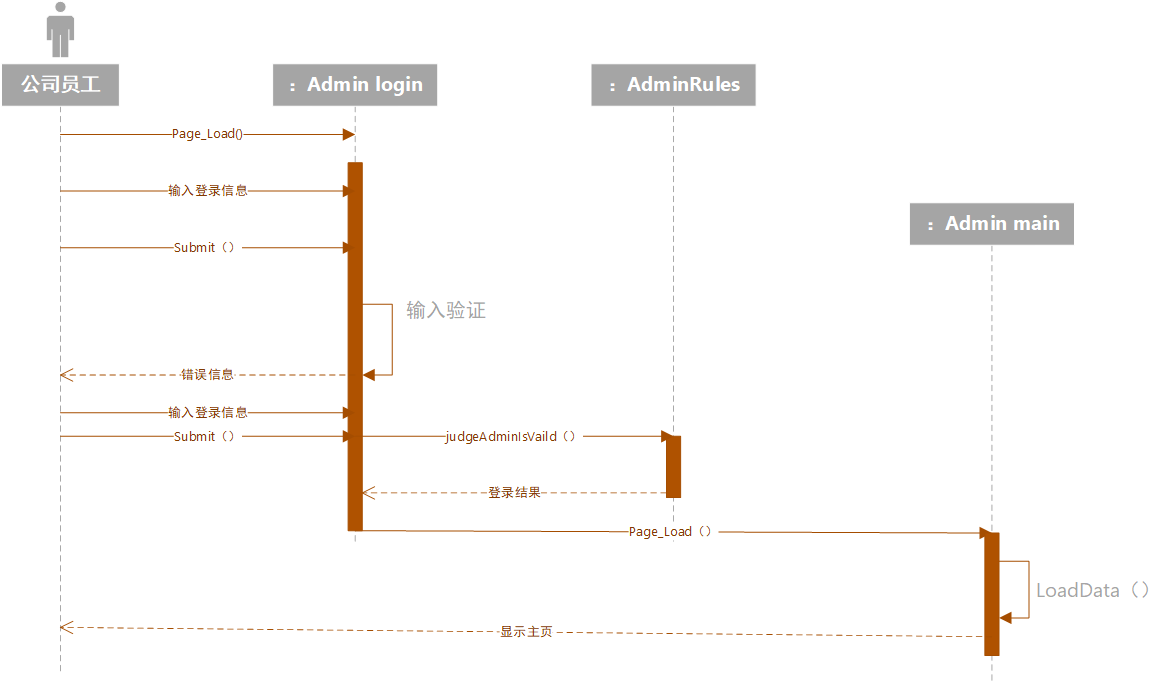 公司员工
：Admin login
：AdminRules
Page_Load()
输入登录信息
：Admin main
Submit（）
输入验证
错误信息
输入登录信息
Submit（）
judgeAdminIsVaild（）
登录结果
Page_Load（）
LoadData（）
显示主页